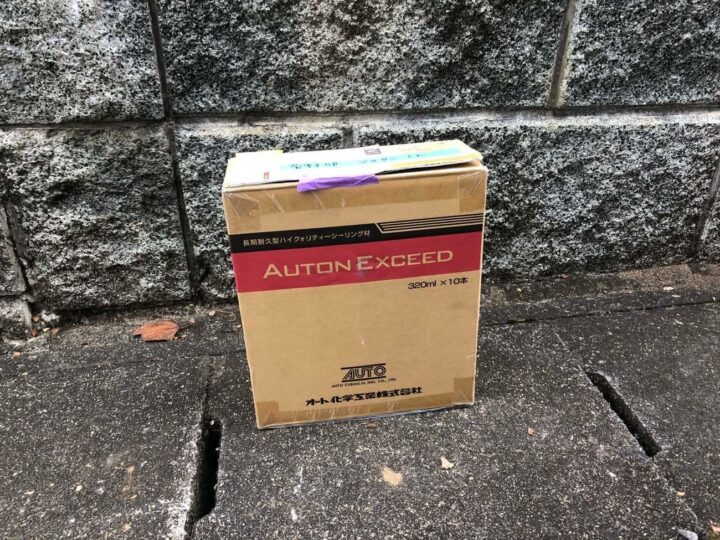 長期耐久型ハイクォリティーシーリング材
AUTON EXCEED
320ml ×10本
AUTO
AUTO CHEMICAL IND. CO., LTD.
オート化学工業株式会社